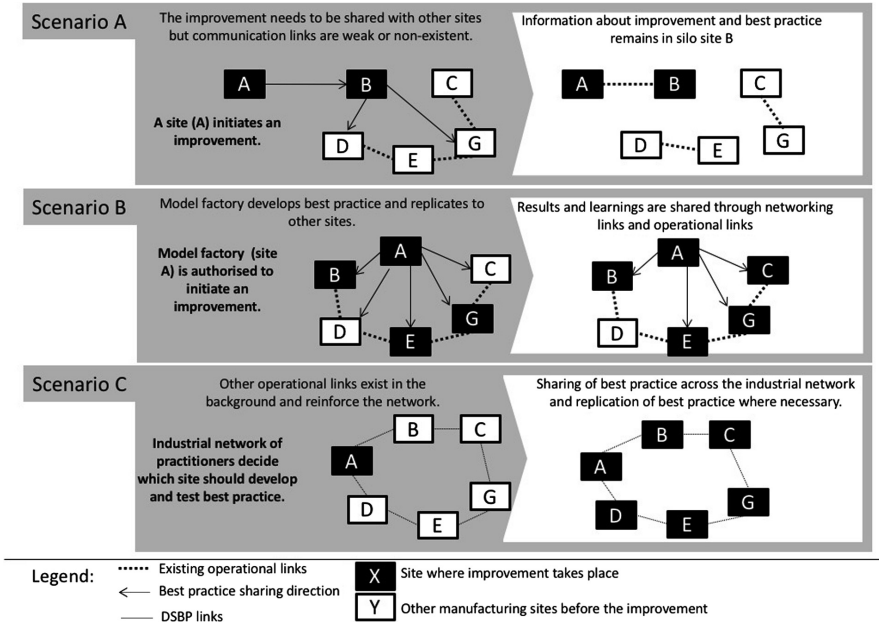 Scenario A
The improvement needs to be shared with other sites
but communication links are weak or non-existent.
A
B
C
D
E
G
A site (A) initiates an
improvement.
Information about improvement and best practice
remains in silo site B
A
B
C
D
E
G
Scenario B
Model factory develops best practice and replicates to
other sites.
Model factory (site
A) is authorised to
initiate an
improvement.
A
B
C
D
E
G
Results and learnings are shared through networking
links and operational links
A
B
C
D
E
G
Scenario C
Other operational links exist in the
background and reinforce the network.
Industrial network of
practitioners decide
which site should develop
and test best practice.
B
C
A
D
E
G
Sharing of best practice across the industrial network
and replication of best practice where necessary.
B
C
A
D
E
G
Legend:
Existing operational links
Best practice sharing direction
DSBP links
X
Site where improvement takes place
Y
Other manufacturing sites before the improvement